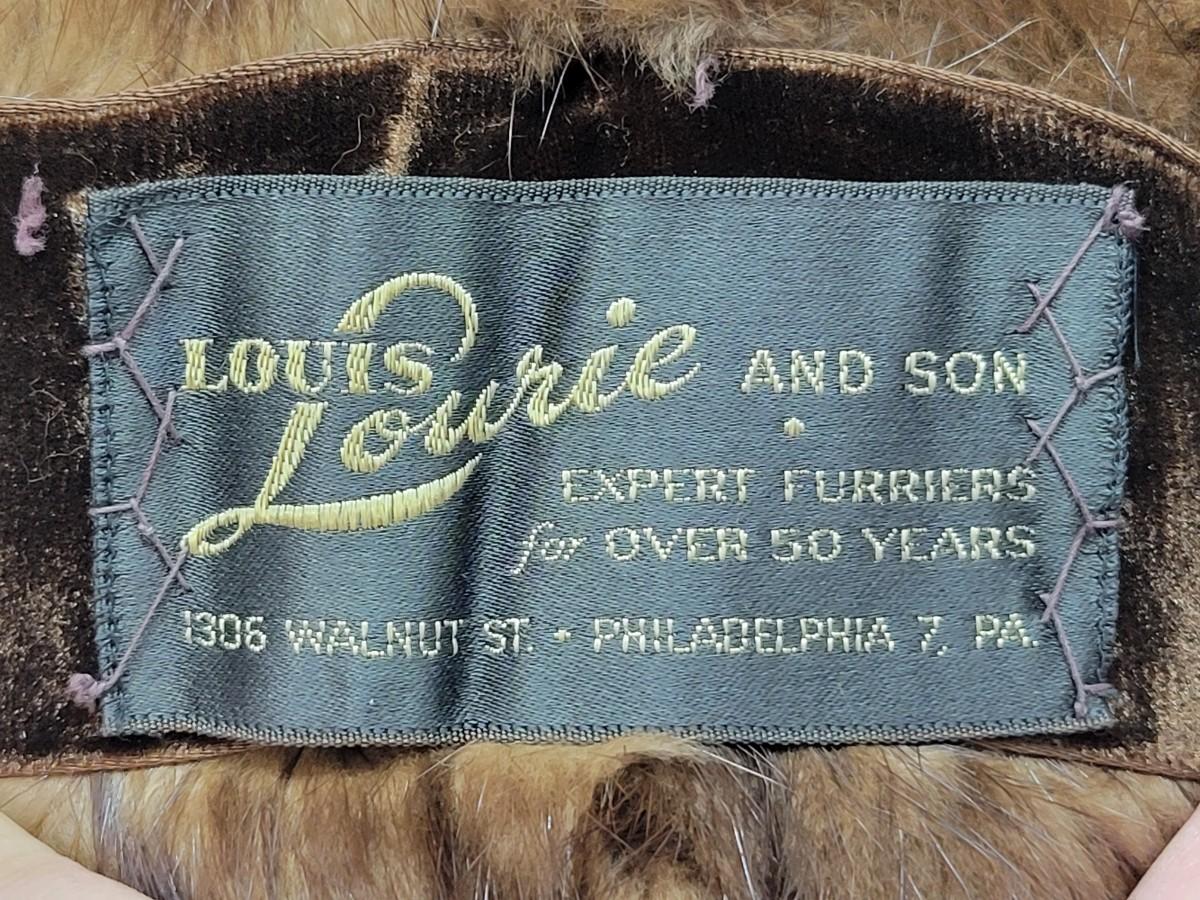 LOUIS Lourie AND SON
EXPERT FURRIERS
for OVER 50 YEARS
1306 WALNUT ST. • PHILADELPHIA 7, PA.